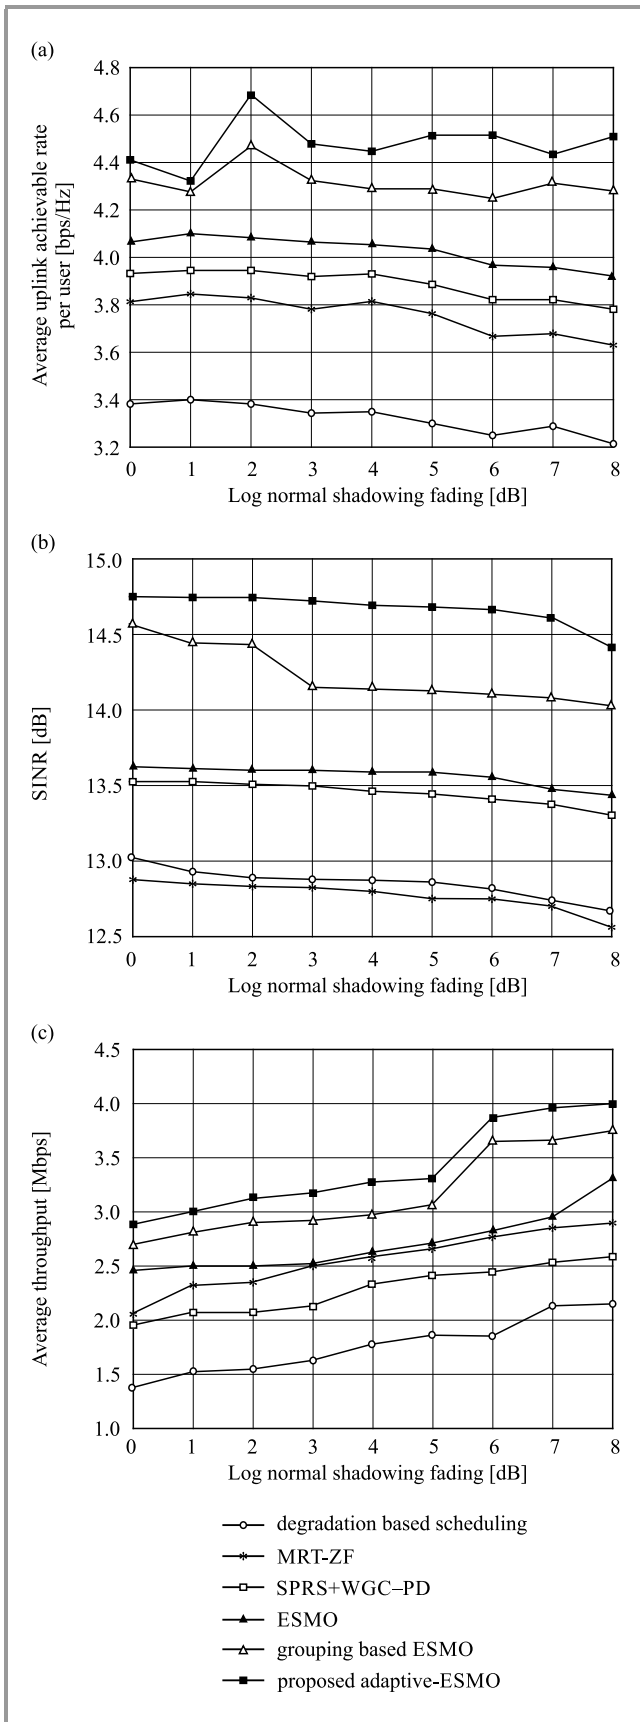 (a)
4.8
4.6
4.4
4.2
4.0
3.8
3.6
3.4
3.2
Average uplink achievable rate
per user [bps/Hz]
0 1 2 3 4 5 6 7 8
Log normal shadowing fading [dB]
(b)
15.0
14.5
14.0
13.5
13.0
12.5
SINR [dB]
0 1 2 3 4 5 6 7 8
Log normal shadowing fading [dB]
(c)
4.5
4.0
3.5
3.0
2.5
2.0
1.5
1.0
Average throughput [Mbps]
0 1 2 3 4 5 6 7 8
Log normal shadowing fading [dB]
degradation based scheduling
MRT-ZF
SPRS+WGC–PD
ESMO
grouping based ESMO
proposed adaptive-ESMO